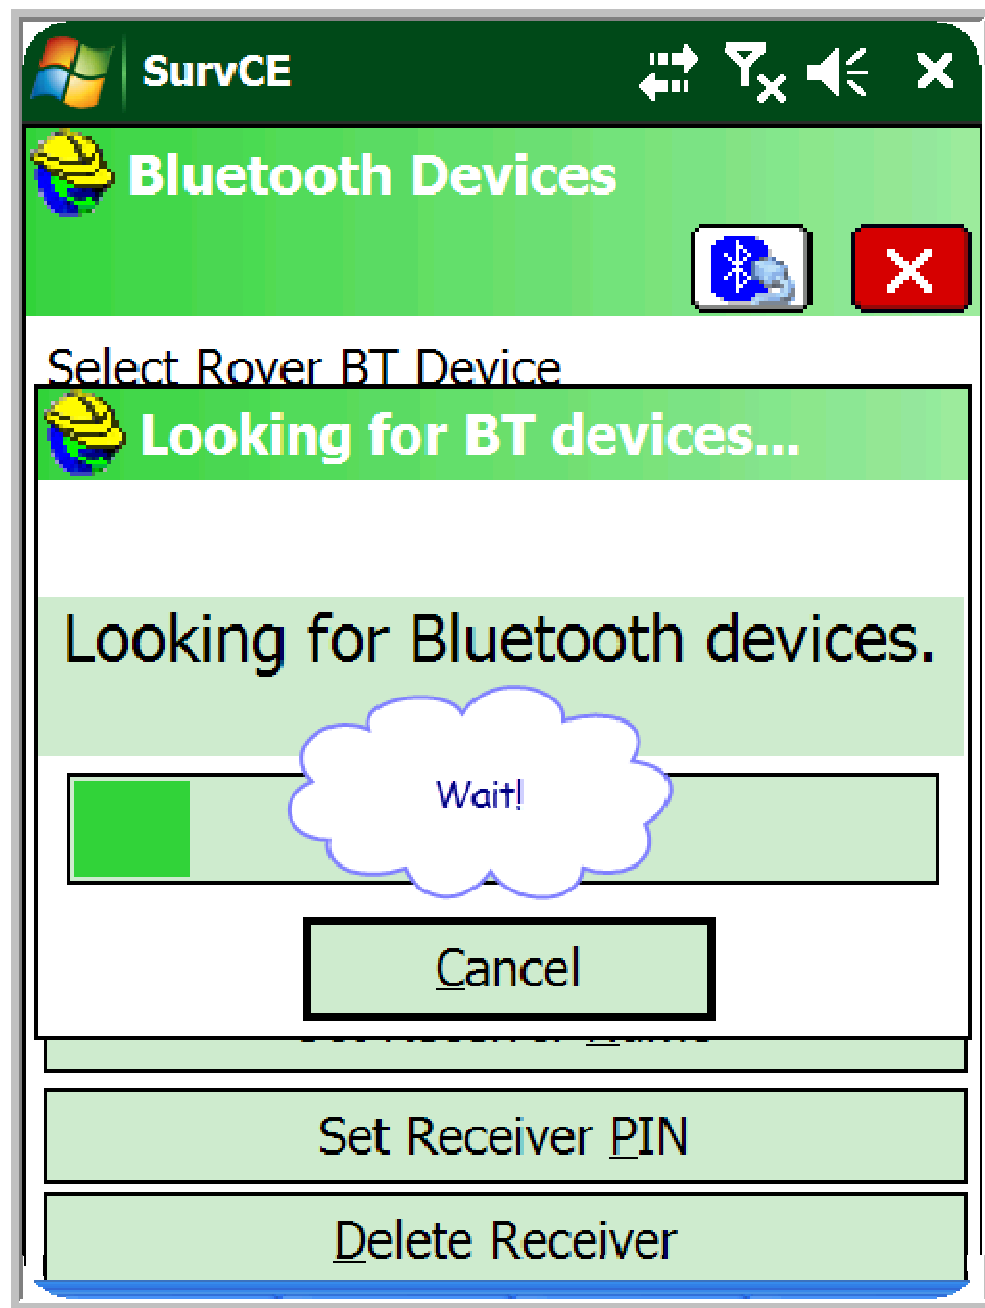 SurvCE
Bluetooth Devices
Select Rover BT Device
Looking for BT devices...
Looking for Bluetooth devices.
Wait!
Cancel
Set Receiver PIN
Delete Receiver